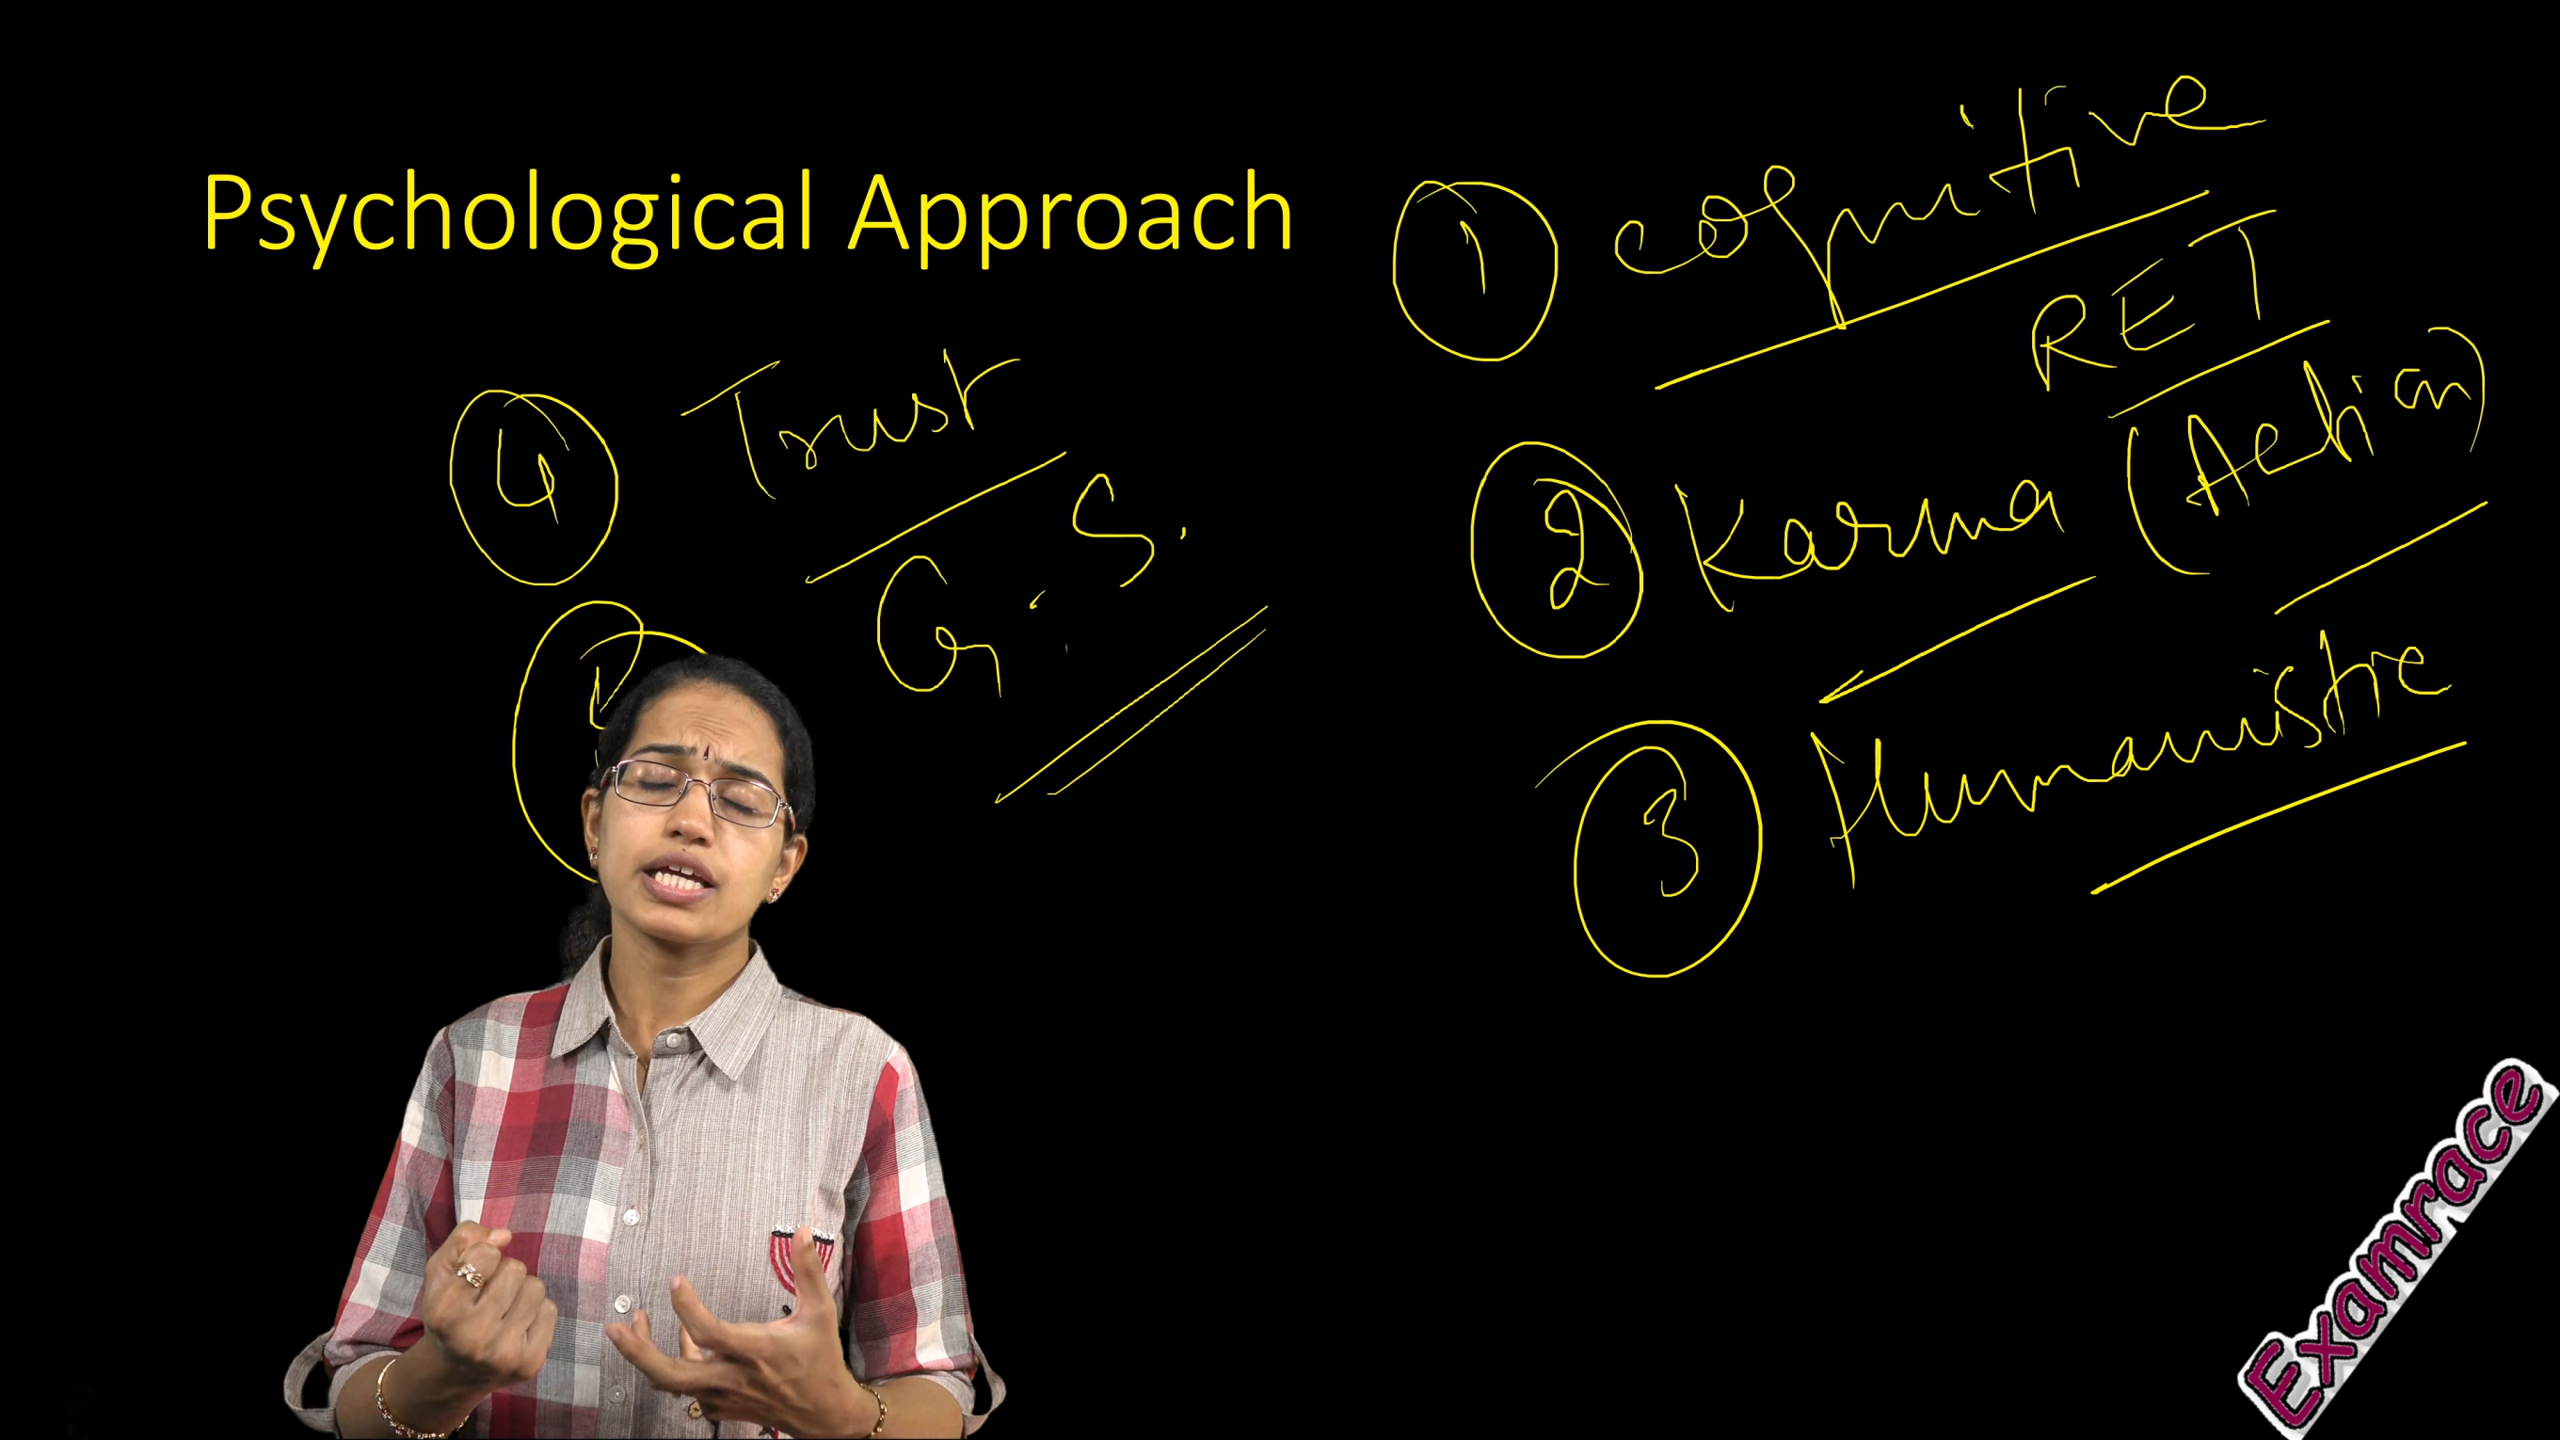 Psychological Approach
① cognitive
RET
② Karma (Action)
③ Humanistic
④ Trust
G.S.
Examrace